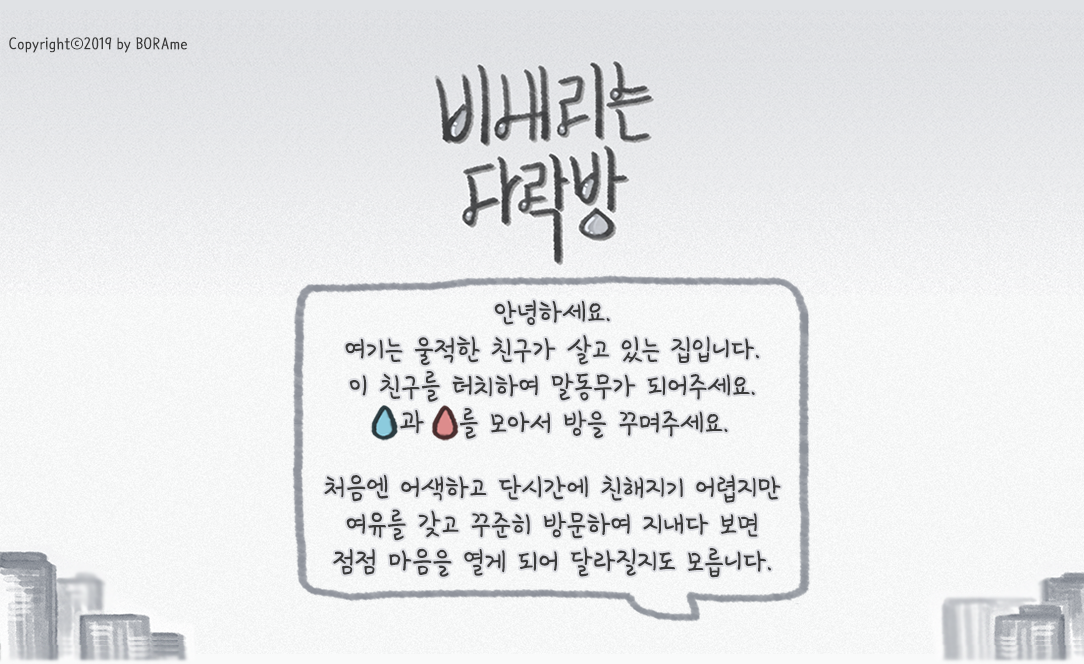 Copyright©2019 by BORAme
비내리는
다락방
안녕하세요.
여기는 울적한 친구가 살고 있는 집입니다.
이 친구를 터치하여 말동무가 되어주세요.
과 를 모아서 방을 꾸며주세요.
처음엔 어색하고 단시간에 친해지기 어렵지만
여유를 갖고 꾸준히 방문하여 지내다 보면
점점 마음을 열게 되어 달라질지도 모릅니다.